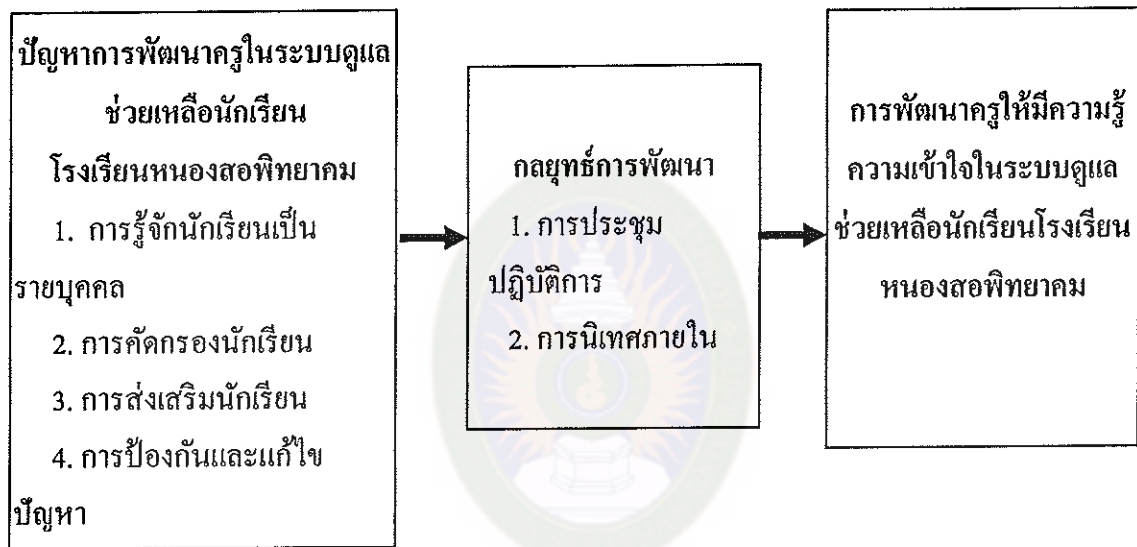 ปัญหาการพัฒนาครูในระบบดูแล
ช่วยเหลือนักเรียน
โรงเรียนหนองสอพิทยาคม
1. การรู้จักนักเรียนเป็น
รายบุคคล
2. การคัดกรองนักเรียน
3. การส่งเสริมนักเรียน
4. การป้องกันและแก้ไข
ปัญหา
กลยุทธ์การพัฒนา
1. การประชุม
ปฏิบัติการ
2. การนิเทศภายใน
การพัฒนาครูให้มีความรู้
ความเข้าใจในระบบดูแล
ช่วยเหลือนักเรียนโรงเรียน
หนองสอพิทยาคม